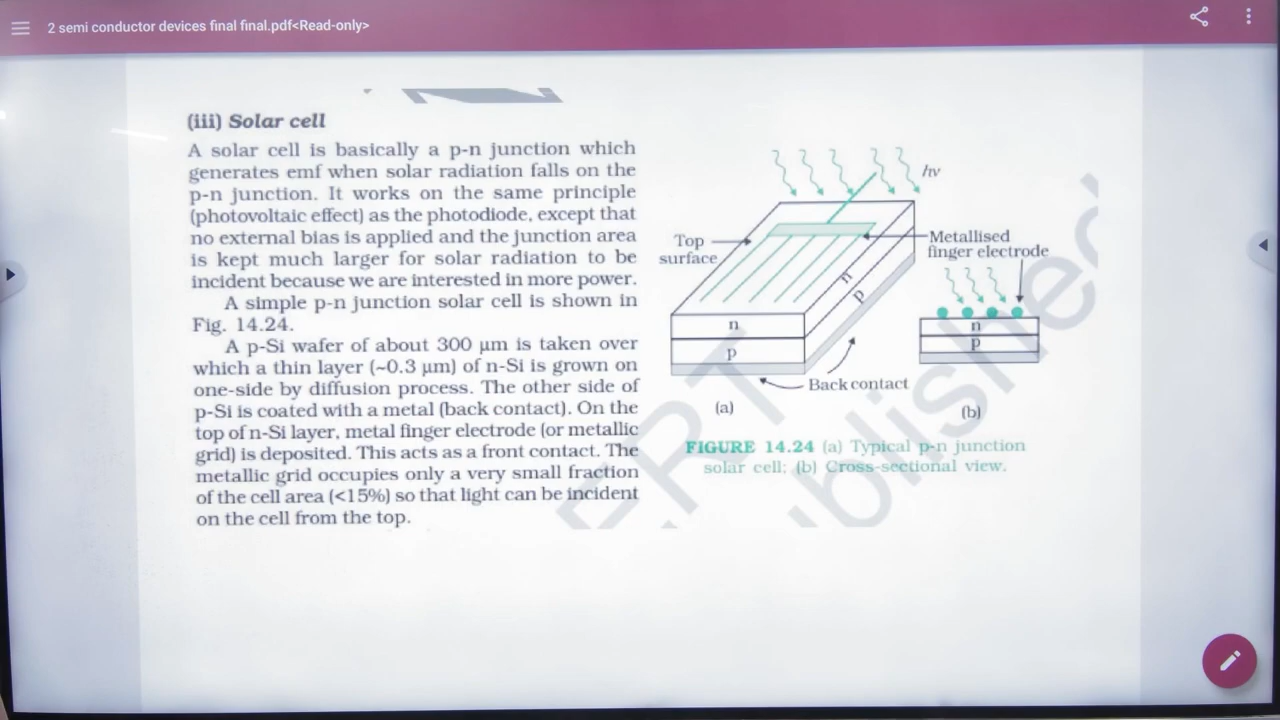 2 semi conductor devices final final.pdf<Read-only>
(iii) Solar cell
A solar cell is basically a p-n junction which
generates emf when solar radiation falls on the
p-n junction. It works on the same principle
(photovoltaic effect) as the photodiode, except that
no external bias is applied and the junction area
is kept much larger for solar radiation to be
incident because we are interested in more power.
A simple p-n junction solar cell is shown in
Fig. 14.24.
A p-Si wafer of about 300 μm is taken over
which a thin layer (~0.3 μm) of n-Si is grown on
one-side by diffusion process. The other side of
p-Si is coated with a metal (back contact). On the
top of n-Si layer, metal finger electrode (or metallic
grid) is deposited. This acts as a front contact. The
metallic grid occupies only a very small fraction
of the cell area (<15%) so that light can be incident
on the cell from the top.
hν
Top
surface
Metallised
finger electrode
n
p
n
p
n
p
Back contact
(a)
(b)
FIGURE 14.24 (a) Typical p-n junction
solar cell; (b) Cross-sectional view.
ERT
blished